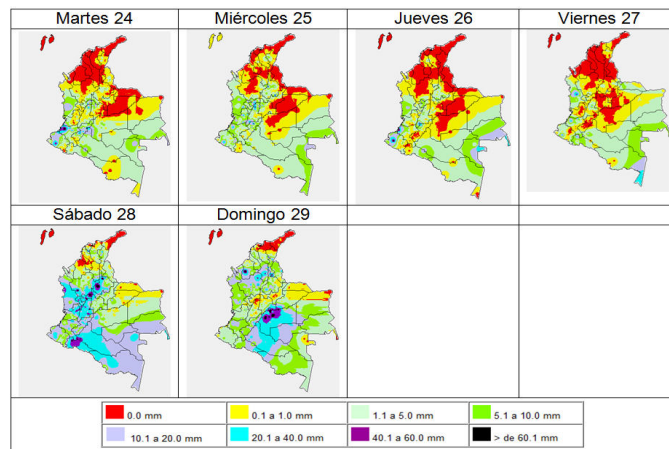 Martes 24
Miércoles 25
Jueves 26
Viernes 27
Sábado 28
Domingo 29
0.0 mm
0.1 a 1.0 mm
1.1 a 5.0 mm
5.1 a 10.0 mm
10.1 a 20.0 mm
20.1 a 40.0 mm
40.1 a 60.0 mm
> de 60.1 mm